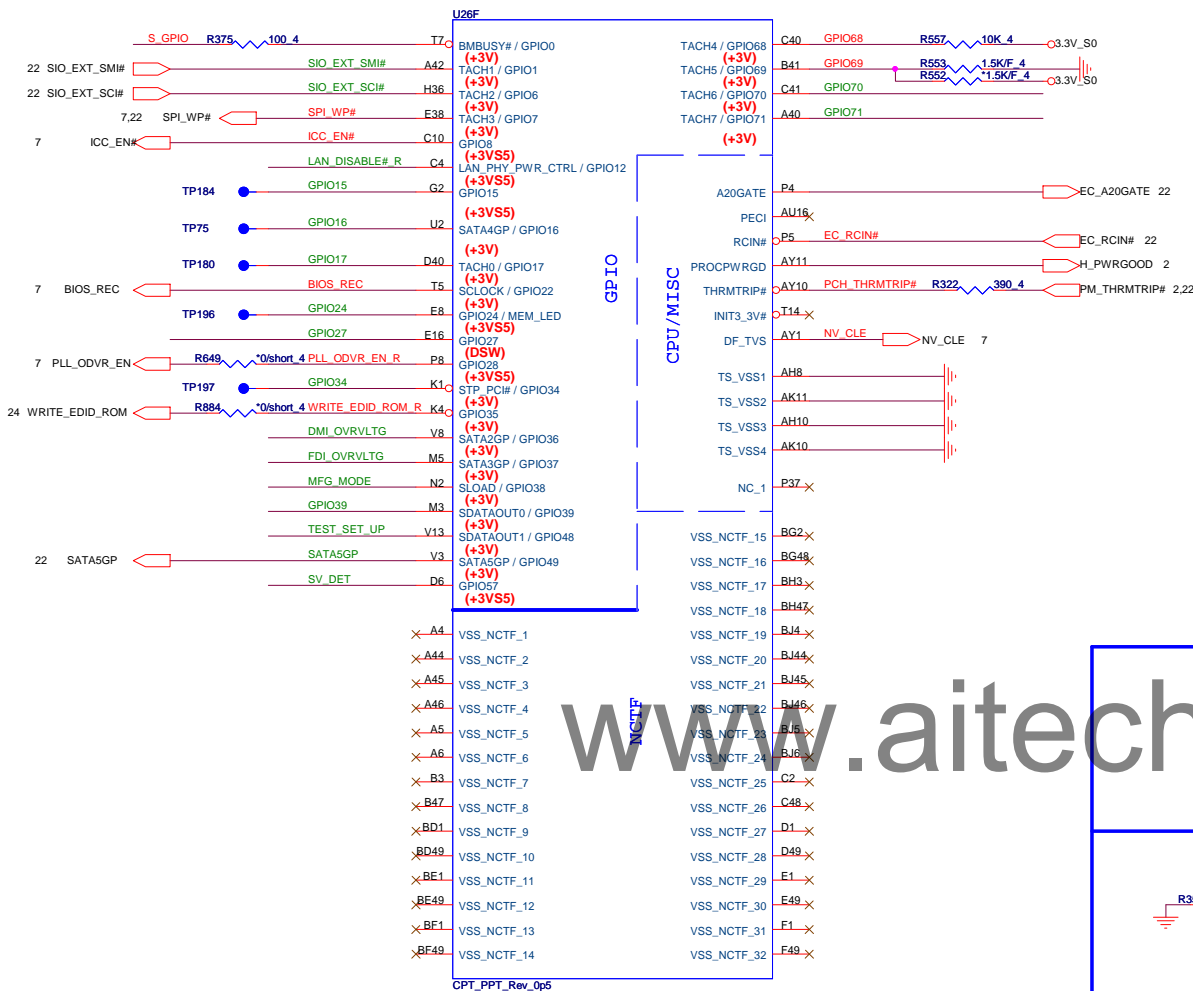 U26F
S_GPIO R375 100_4 T7 BMBUSY# / GPIO0 TACH4 / GPIO68 C40 GPIO68 R557 10K_4 3.3V_S0
(+3V) (+3V)
22 SIO_EXT_SMI# SIO_EXT_SMI# A42 TACH1 / GPIO1 TACH5 / GPIO69 B41 GPIO69 R553 1.5K/F_4
(+3V) (+3V) R552 *1.5K/F_4 3.3V_S0
22 SIO_EXT_SCI# SIO_EXT_SCI# H36 TACH2 / GPIO6 TACH6 / GPIO70 C41 GPIO70
(+3V) (+3V)
7,22 SPI_WP# SPI_WP# E38 TACH3 / GPIO7 TACH7 / GPIO71 A40 GPIO71
(+3V) (+3V)
7 ICC_EN# ICC_EN# C10 GPIO8
(+3VS5)
LAN_DISABLE#_R C4 LAN_PHY_PWR_CTRL / GPIO12
(+3VS5)
TP184 GPIO15 G2 GPIO15 A20GATE P4 EC_A20GATE 22
(+3VS5) PECI AU16
TP75 GPIO16 U2 SATA4GP / GPIO16 RCIN# P5 EC_RCIN# EC_RCIN# 22
(+3V)
TP180 GPIO17 D40 TACH0 / GPIO17 PROCPWRGD AY11 H_PWRGOOD 2
(+3V)
7 BIOS_REC BIOS_REC T5 SCLOCK / GPIO22 THRMTRIP# AY10 PCH_THRMTRIP# R322 390_4 PM_THRMTRIP# 2,22
(+3V)
TP196 GPIO24 E8 GPIO24 / MEM_LED INIT3_3V# T14
(+3VS5)
GPIO27 E16 GPIO27 DF_TVS AY1 NV_CLE NV_CLE 7
(DSW)
7 PLL_ODVR_EN R649 *0/short_4 PLL_ODVR_EN_R P8 GPIO28 TS_VSS1 AH8
(+3VS5)
TP197 GPIO34 K1 STP_PCI# / GPIO34 TS_VSS2 AK11
(+3V)
24 WRITE_EDID_ROM R884 *0/short_4 WRITE_EDID_ROM_R K4 GPIO35 TS_VSS3 AH10
(+3V)
DMI_OVRVLTG V8 SATA2GP / GPIO36 TS_VSS4 AK10
(+3V)
FDI_OVRVLTG M5 SATA3GP / GPIO37
(+3V)
MFG_MODE N2 SLOAD / GPIO38 NC_1 P37
(+3V)
GPIO39 M3 SDATAOUT0 / GPIO39
(+3V)
TEST_SET_UP V13 SDATAOUT1 / GPIO48 VSS_NCTF_15 BG2
(+3V)
22 SATA5GP SATA5GP V3 SATA5GP / GPIO49 VSS_NCTF_16 BG48
(+3V)
SV_DET D6 GPIO57 VSS_NCTF_17 BH3
(+3VS5)
VSS_NCTF_18 BH47
GPIO
CPU/MISC
A4 VSS_NCTF_1 VSS_NCTF_19 BJ4
A44 VSS_NCTF_2 VSS_NCTF_20 BJ44
A45 VSS_NCTF_3 VSS_NCTF_21 BJ45
A46 VSS_NCTF_4 VSS_NCTF_22 BJ46
A5 VSS_NCTF_5 VSS_NCTF_23 BJ5
A6 VSS_NCTF_6 VSS_NCTF_24 BJ6
B3 VSS_NCTF_7 VSS_NCTF_25 C2
B47 VSS_NCTF_8 VSS_NCTF_26 C48
BD1 VSS_NCTF_9 VSS_NCTF_27 D1
BD49 VSS_NCTF_10 VSS_NCTF_28 D49
BE1 VSS_NCTF_11 VSS_NCTF_29 E1
BE49 VSS_NCTF_12 VSS_NCTF_30 E49
BF1 VSS_NCTF_13 VSS_NCTF_31 F1
BF49 VSS_NCTF_14 VSS_NCTF_32 F49
NCTF
www.aitech
CPT_PPT_Rev_0p5